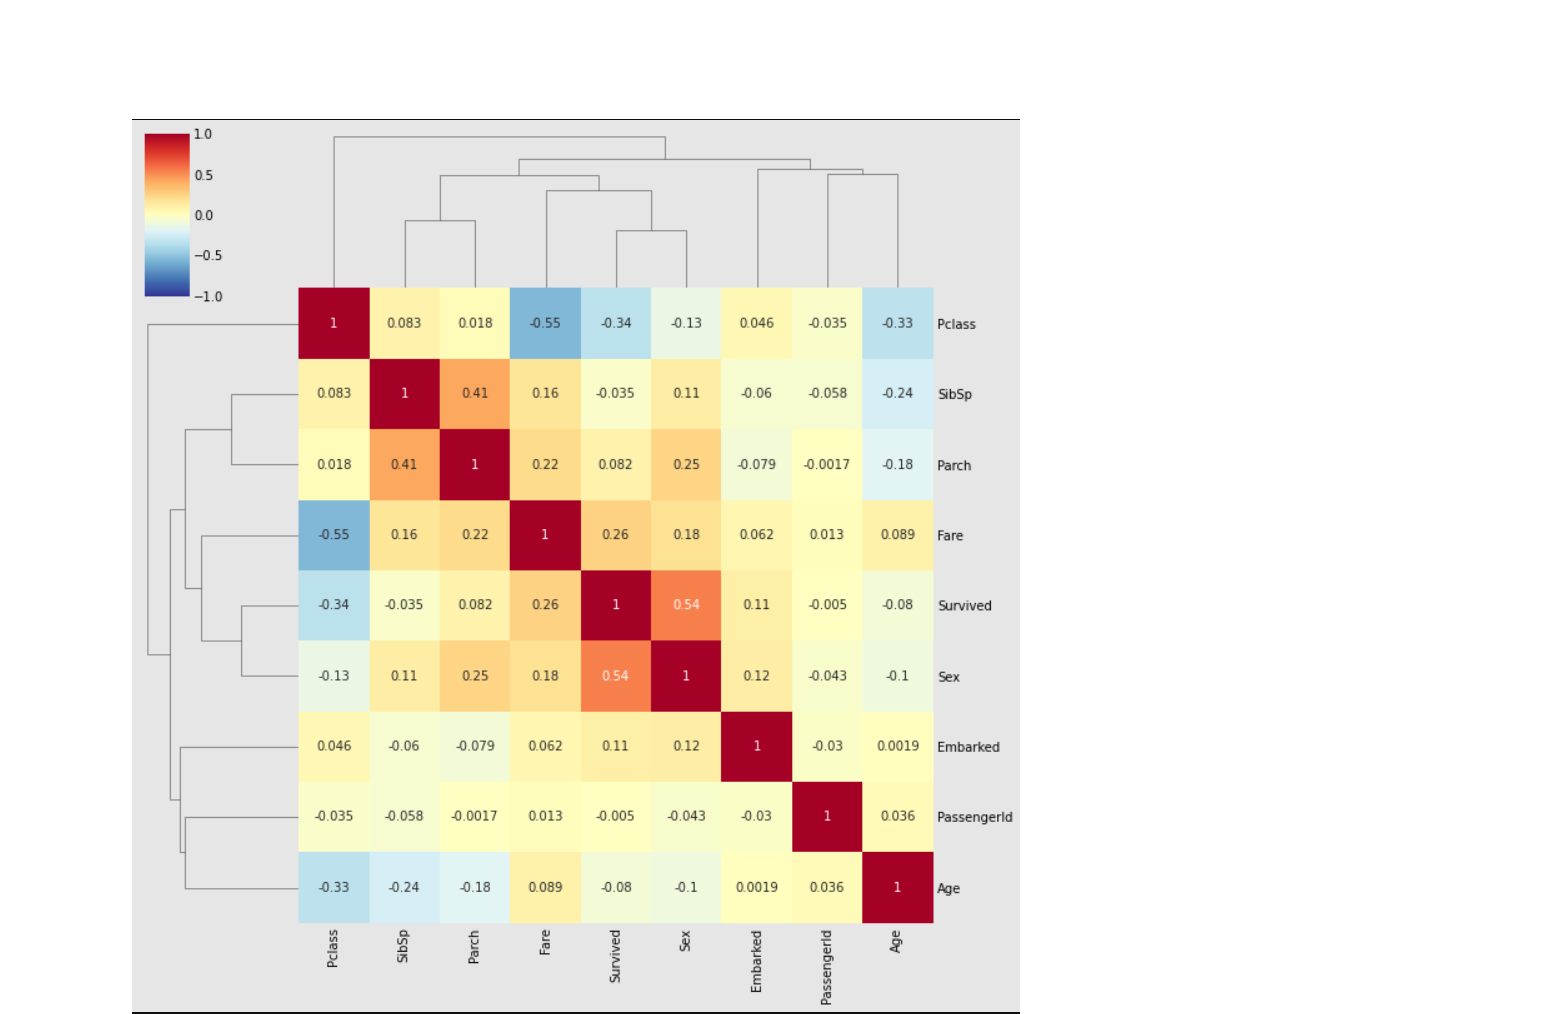 1.0
0.5
0.0
−0.5
−1.0
1 0.083 0.018 -0.55 -0.34 -0.13 0.046 -0.035 -0.33 Pclass
0.083 1 0.41 0.16 -0.035 0.11 -0.06 -0.058 -0.24 SibSp
0.018 0.41 1 0.22 0.082 0.25 -0.079 -0.0017 -0.18 Parch
-0.55 0.16 0.22 1 0.26 0.18 0.062 0.013 0.089 Fare
-0.34 -0.035 0.082 0.26 1 0.54 0.11 -0.005 -0.08 Survived
-0.13 0.11 0.25 0.18 0.54 1 0.12 -0.043 -0.1 Sex
0.046 -0.06 -0.079 0.062 0.11 0.12 1 -0.03 0.0019 Embarked
-0.035 -0.058 -0.0017 0.013 -0.005 -0.043 -0.03 1 0.036 PassengerId
-0.33 -0.24 -0.18 0.089 -0.08 -0.1 0.0019 0.036 1 Age
Pclass SibSp Parch Fare Survived Sex Embarked PassengerId Age